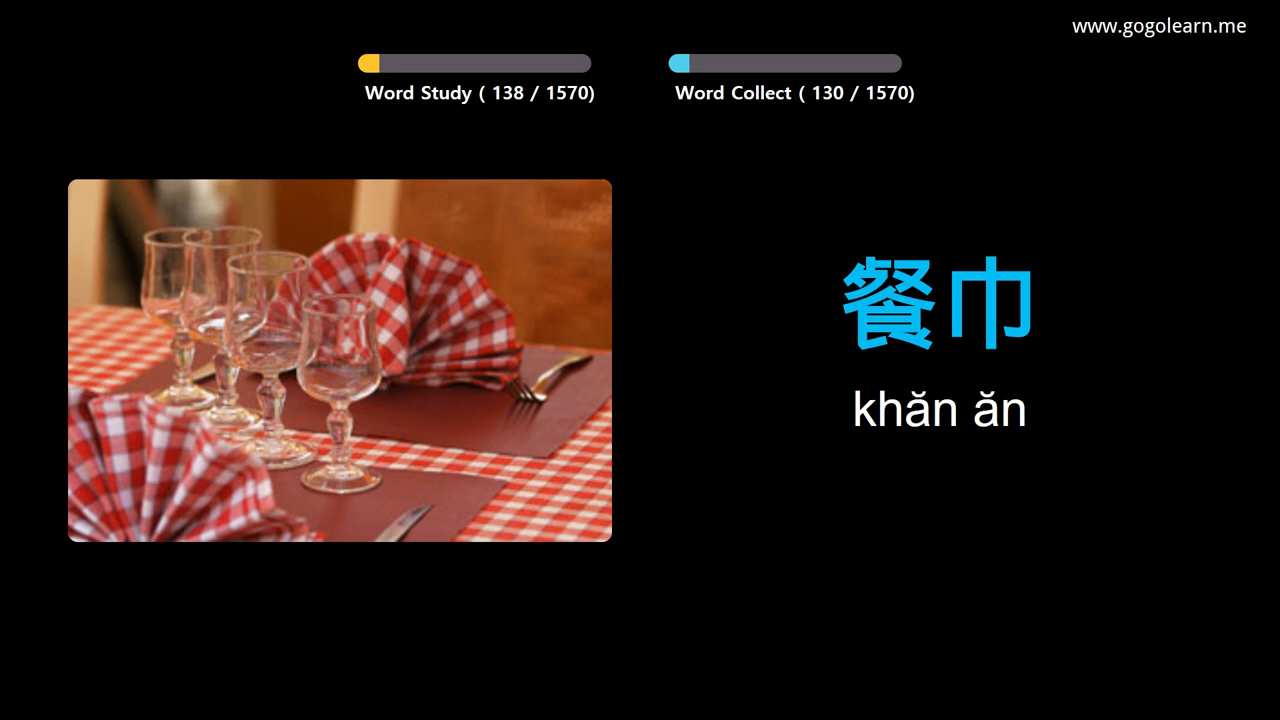 www.gogolearn.me
Word Study ( 138 / 1570)
Word Collect ( 130 / 1570)
餐巾
khăn ăn